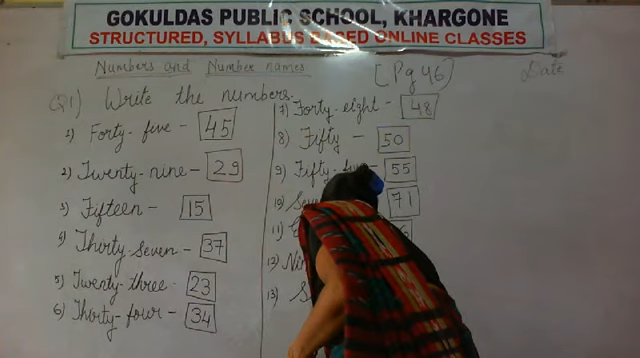 GOKULDAS PUBLIC SCHOOL, KHARGONE
STRUCTURED, SYLLABUS BASED ONLINE CLASSES
Numbers and Number names
[Pg 46)
Date
Q1) Write the numbers.
1) Forty-five - 45
2) Twenty-nine - 29
3) Fifteen - 15
4) Thirty-seven - 37
5) Twenty-three - 23
6) Thirty-four - 34
7) Forty-eight - 48
8) Fifty - 50
9) Fifty-five - 55
10) 71
11)
12)
13)